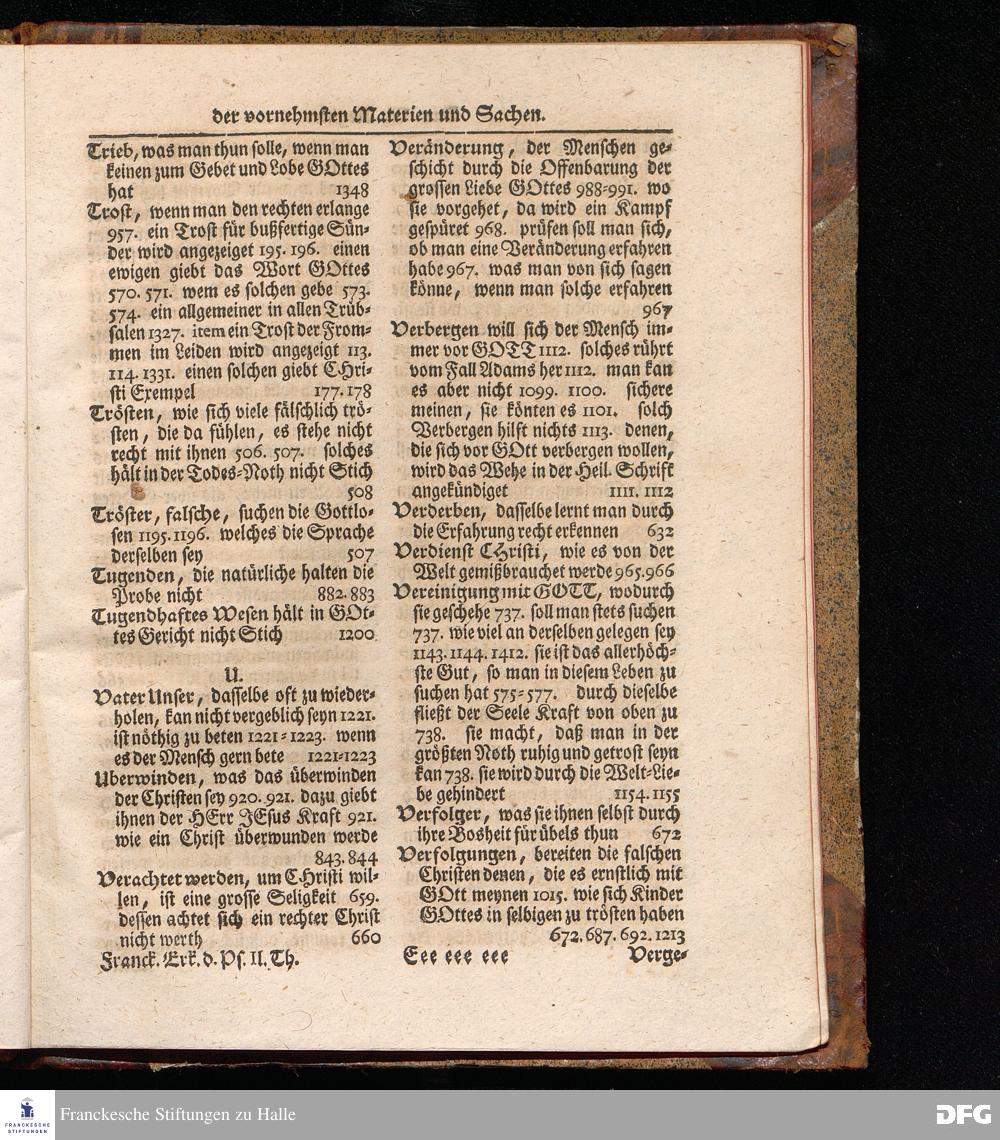 der vornehmsten Materien und Sachen.
Trieb, was man thun solle, wenn man
keinen zum Gebet und Lobe GOttes
hat 1348
Trost, wenn man den rechten erlange
957. ein Trost für bußfertige Sün-
der wird angezeiget 195. 196. einen
ewigen giebt das Wort GOttes
570. 571. wem es solchen gebe 573.
574. ein allgemeiner in allen Trüb-
salen 1327. item ein Trost der From-
men im Leiden wird angezeigt 113.
114. 1331. einen solchen giebt CHri-
sti Exempel 177. 178
Trösten, wie sich viele fälschlich trö-
sten, die da fühlen, es stehe nicht
recht mit ihnen 506. 507. solches
hält in der Todes-Noth nicht Stich
508
Tröster, falsche, suchen die Gottlo-
sen 1195. 1196. welches die Sprache
derselben sey 507
Tugenden, die natürliche halten die
Probe nicht 882. 883
Tugendhaftes Wesen hält in GOt-
tes Gericht nicht Stich 1200
U.
Vater Unser, dasselbe oft zu wieder-
holen, kan nicht vergeblich seyn 1221.
ist nöthig zu beten 1221-1223. wenn
es der Mensch gern bete 1221-1223
Uberwinden, was das überwinden
der Christen sey 920. 921. dazu giebt
ihnen der HErr JEsus Kraft 921.
wie ein Christ überwunden werde
843. 844
Verachtet werden, um CHristi wil-
len, ist eine grosse Seligkeit 659.
dessen achtet sich ein rechter Christ
nicht werth 660
Franck. Erk. d. Ps. II. Th.
Veränderung, der Menschen ge-
schicht durch die Offenbarung der
grossen Liebe GOttes 988-991. wo
sie vorgehet, da wird ein Kampf
gespüret 968. prüfen soll man sich,
ob man eine Veränderung erfahren
habe 967. was man von sich sagen
könne, wenn man solche erfahren
967
Verbergen will sich der Mensch im-
mer vor GOTT 1112. solches rührt
vom Fall Adams her 1112. man kan
es aber nicht 1099. 1100. sichere
meinen, sie könten es 1101. solch
Verbergen hilft nichts 1113. denen,
die sich vor GOtt verbergen wollen,
wird das Wehe in der Heil. Schrift
angekündiget 1111. 1112
Verderben, dasselbe lernt man durch
die Erfahrung recht erkennen 632
Verdienst CHristi, wie es von der
Welt gemißbrauchet werde 965. 966
Vereinigung mit GOTT, wodurch
sie geschehe 737. soll man stets suchen
737. wie viel an derselben gelegen sey
1143. 1144. 1412. sie ist das allerhöch-
ste Gut, so man in diesem Leben zu
suchen hat 575-577. durch dieselbe
fließt der Seele Kraft von oben zu
738. sie macht, daß man in der
größten Noth ruhig und getrost seyn
kan 738. sie wird durch die Welt-Lie-
be gehindert 1154. 1155
Verfolger, was sie ihnen selbst durch
ihre Bosheit für übels thun 672
Verfolgungen, bereiten die falschen
Christen denen, die es ernstlich mit
GOtt meynen 1015. wie sich Kinder
GOttes in selbigen zu trösten haben
672. 687. 692. 1213
Eee eee eee Verge-
FRANCKESCHE
STIFTUNGEN
Franckesche Stiftungen zu Halle
DFG